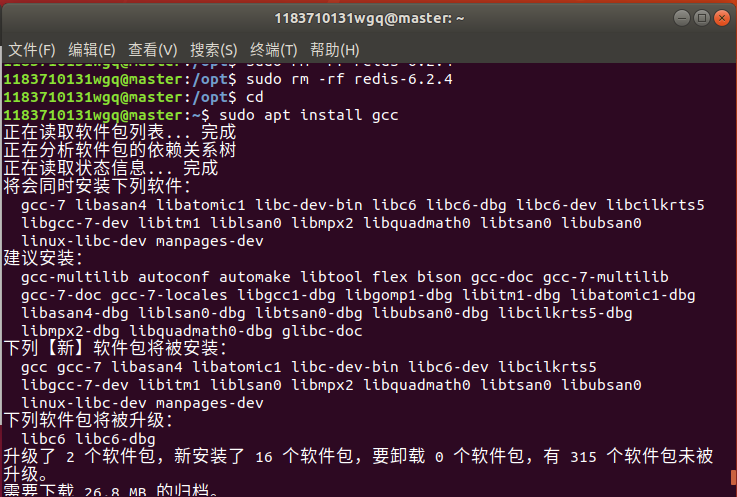 1183710131wgq@master: ~
文件(F) 编辑(E) 查看(V) 搜索(S) 终端(T) 帮助(H)
1183710131wgq@master:/opt$ sudo rm -rf redis-6.2.4
1183710131wgq@master:/opt$ sudo rm -rf redis-6.2.4
1183710131wgq@master:/opt$ cd
1183710131wgq@master:~$ sudo apt install gcc
正在读取软件包列表... 完成
正在分析软件包的依赖关系树
正在读取状态信息... 完成
将会同时安装下列软件：
gcc-7 libasan4 libatomic1 libc-dev-bin libc6 libc6-dbg libc6-dev libcilkrts5
libgcc-7-dev libitm1 liblsan0 libmpx2 libquadmath0 libtsan0 libubsan0
linux-libc-dev manpages-dev
建议安装：
gcc-multilib autoconf automake libtool flex bison gcc-doc gcc-7-multilib
gcc-7-doc gcc-7-locales libgcc1-dbg libgomp1-dbg libitm1-dbg libatomic1-dbg
libasan4-dbg liblsan0-dbg libtsan0-dbg libubsan0-dbg libcilkrts5-dbg
libmpx2-dbg libquadmath0-dbg glibc-doc
下列【新】软件包将被安装：
gcc gcc-7 libasan4 libatomic1 libc-dev-bin libc6-dev libcilkrts5
libgcc-7-dev libitm1 liblsan0 libmpx2 libquadmath0 libtsan0 libubsan0
linux-libc-dev manpages-dev
下列软件包将被升级：
libc6 libc6-dbg
升级了 2 个软件包，新安装了 16 个软件包，要卸载 0 个软件包，有 315 个软件包未被
升级。
需要下载 26.8 MB 的归档。